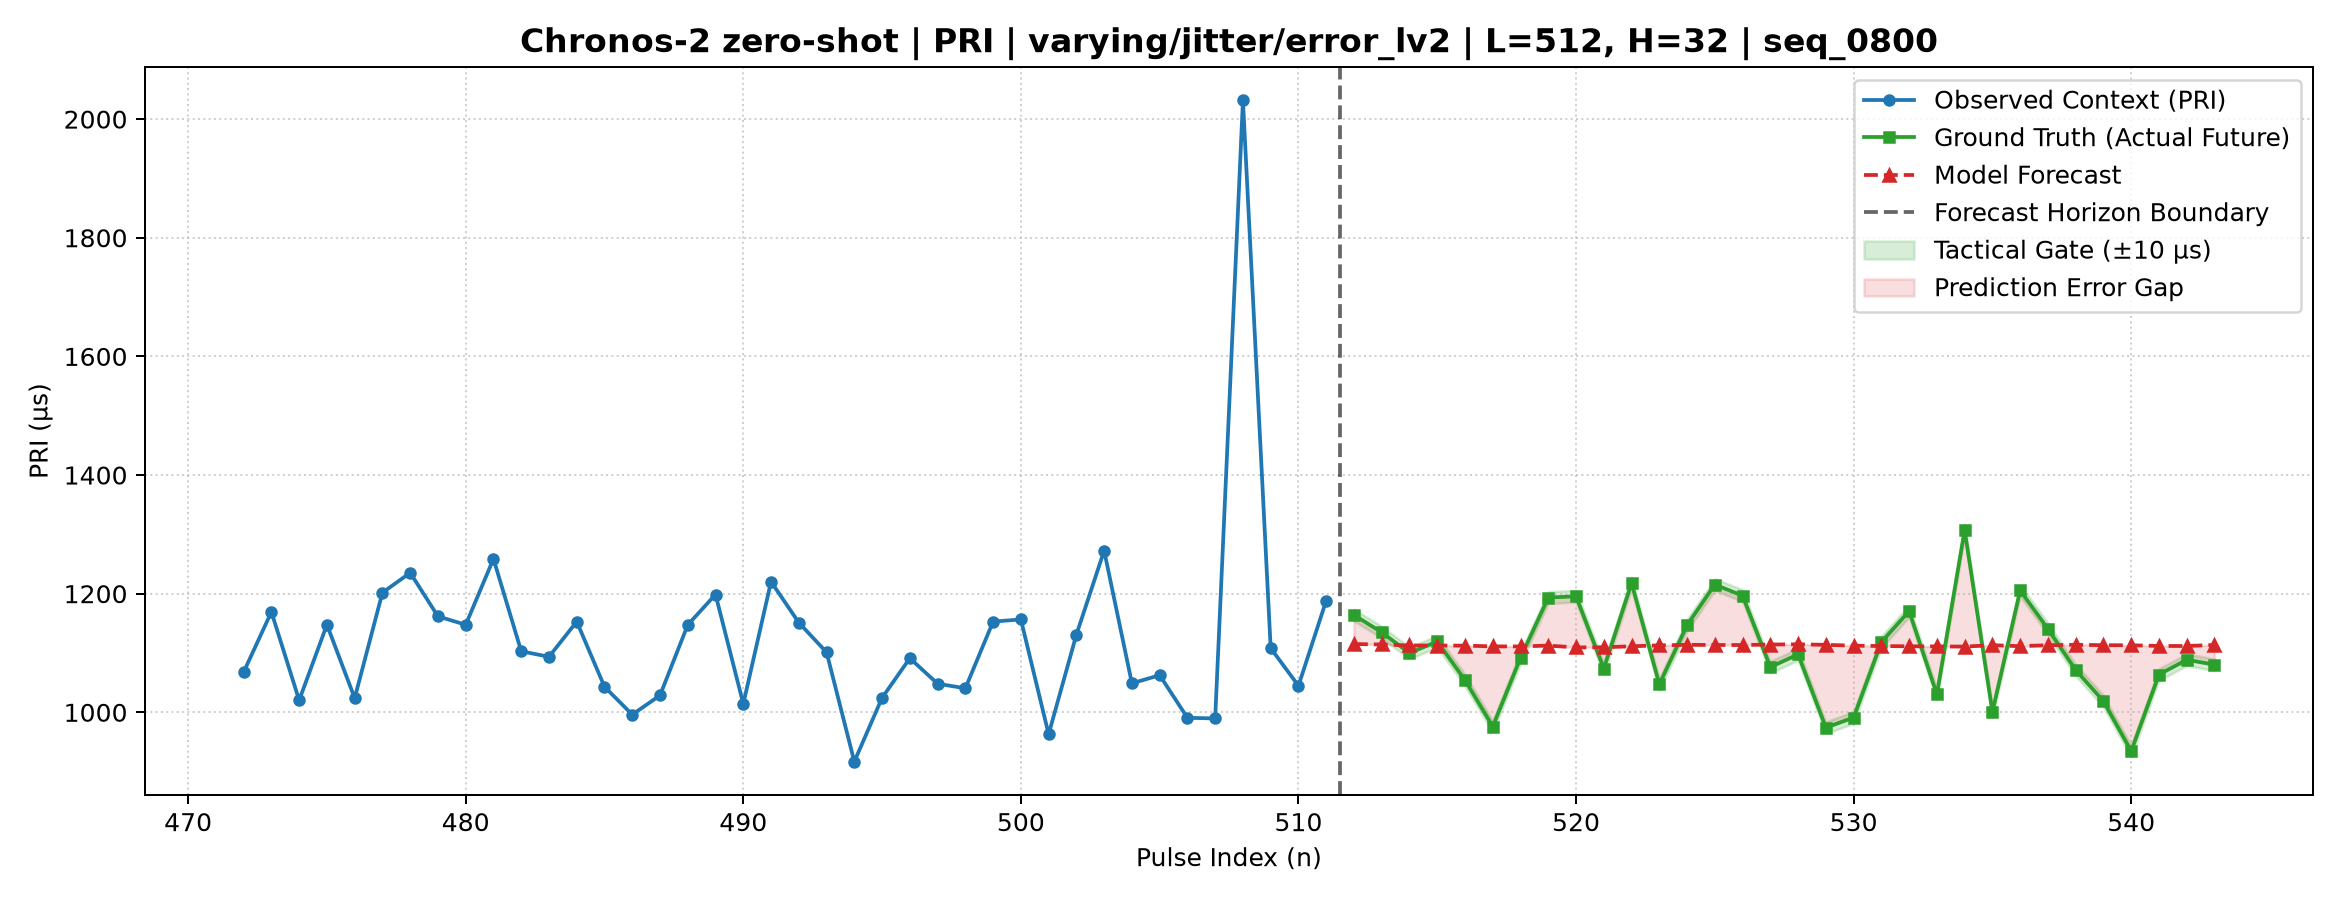 Chronos-2 zero-shot | PRI | varying/jitter/error_lv2 | L=512, H=32 | seq_0800
PRI (µs)
2000
1800
1600
1400
1200
1000
Observed Context (PRI)
Ground Truth (Actual Future)
Model Forecast
Forecast Horizon Boundary
Tactical Gate (±10 µs)
Prediction Error Gap
470 480 490 500 510 520 530 540
Pulse Index (n)